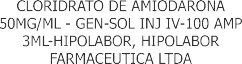 CLORIDRATO DE AMIODARONA
50MG/ML - GEN-SOL INJ IV-100 AMP
3ML-HIPOLABOR, HIPOLABOR
FARMACEUTICA LTDA